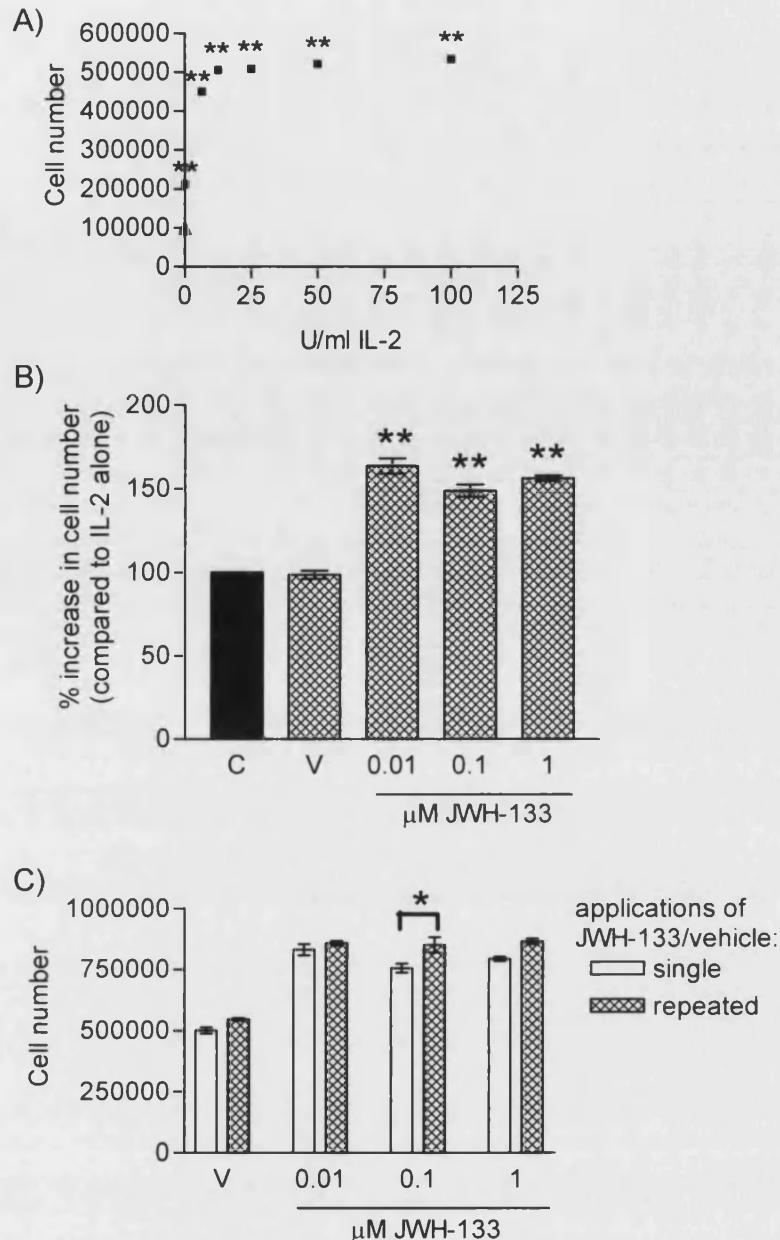 A)
600000
500000
400000
300000
200000
100000
0
Cell number
**
**
**
**
**
**
0 25 50 75 100 125
U/ml IL-2
B)
200
150
100
50
0
% increase in cell number
(compared to IL-2 alone)
**
**
**
C V 0.01 0.1 1
μM JWH-133
C)
1000000
750000
500000
250000
0
Cell number
*
V 0.01 0.1 1
μM JWH-133
applications of
JWH-133/vehicle:
single
repeated